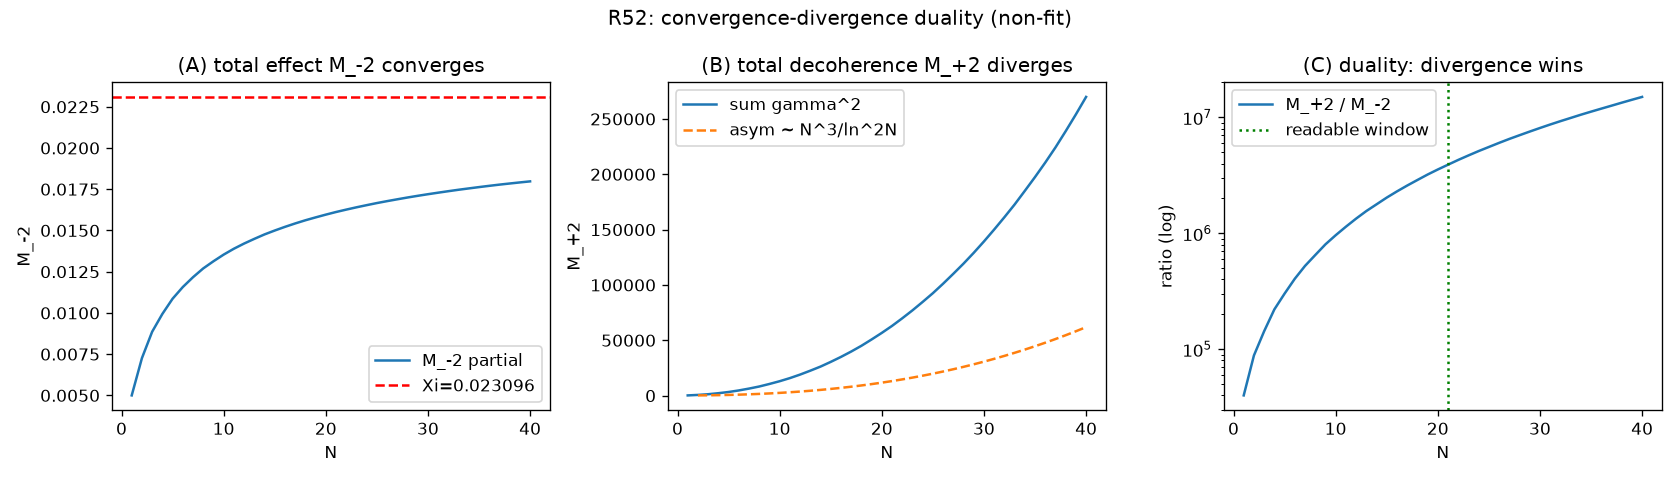 R52: convergence-divergence duality (non-fit)
(A) total effect M_-2 converges
M_-2
0.0225
0.0200
0.0175
0.0150
0.0125
0.0100
0.0075
0.0050
M_-2 partial
Xi=0.023096
0 10 20 30 40
N
(B) total decoherence M_+2 diverges
M_+2
sum gamma^2
asym ~ N^3/ln^2N
250000
200000
150000
100000
50000
0
0 10 20 30 40
N
(C) duality: divergence wins
ratio (log)
M_+2 / M_-2
readable window
10^7
10^6
10^5
0 10 20 30 40
N